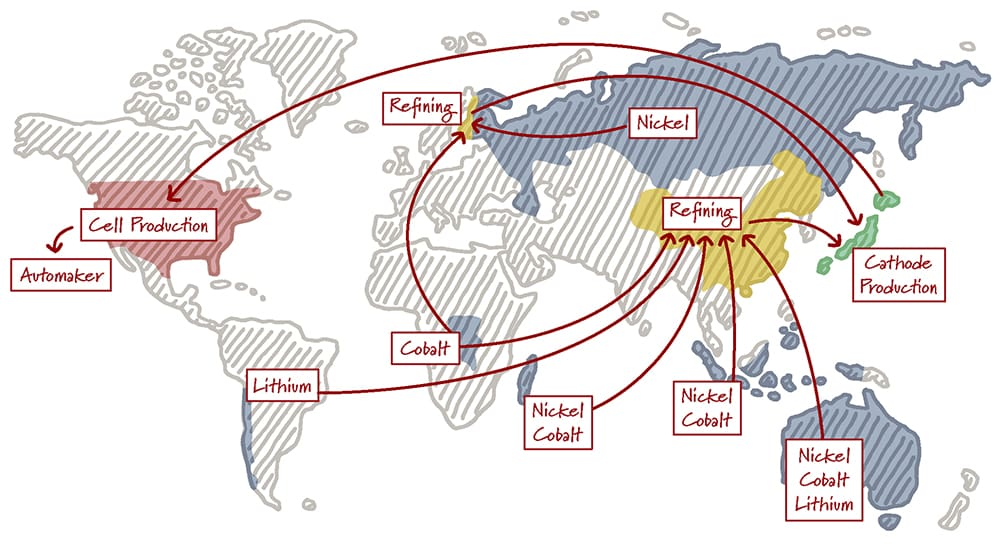 Refining
Nickel
Refining
Cell Production
Automaker
Cathode
Production
Cobalt
Lithium
Nickel
Cobalt
Nickel
Cobalt
Nickel
Cobalt
Lithium